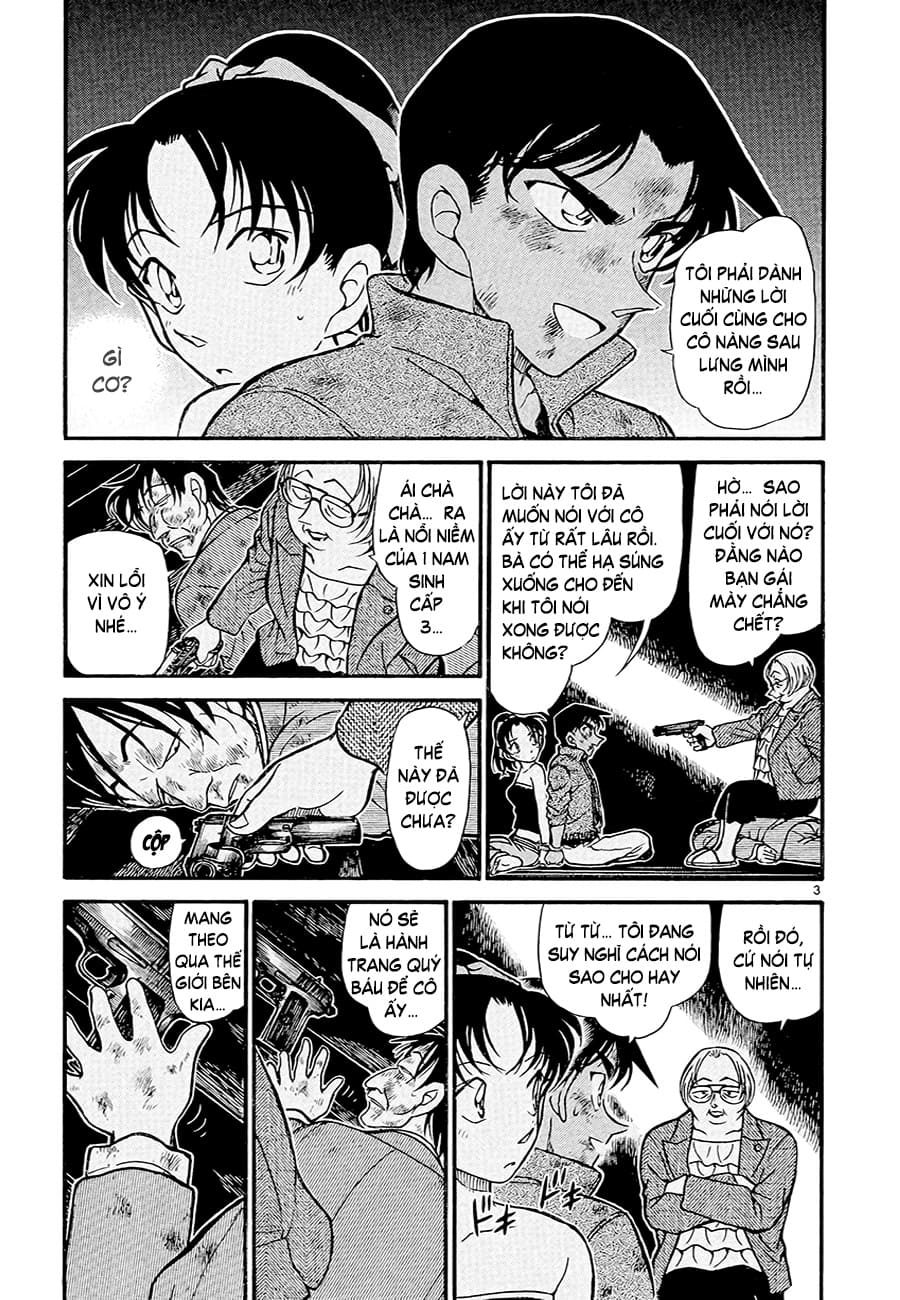 TÔI PHẢI DÀNH
NHỮNG LỜI
CUỐI CÙNG CHO
CÔ NÀNG SAU
LƯNG MÌNH
RỒI...
GÌ
CƠ?
HỜ... SAO
PHẢI NÓI LỜI
CUỐI VỚI NÓ?
ĐẰNG NÀO
BẠN GÁI
MÀY CHẲNG
CHẾT?
LỜI NÀY TÔI ĐÃ
MUỐN NÓI VỚI CÔ
ẤY TỪ RẤT LÂU RỒI.
BÀ CÓ THỂ HẠ SÚNG
XUỐNG CHO ĐẾN
KHI TÔI NÓI
XONG ĐƯỢC
KHÔNG?
ÁI CHÀ
CHÀ... RA
LÀ NỖI NIỀM
CỦA 1 NAM
SINH
CẤP
3...
XIN LỖI
VÌ VÔ Ý
NHÉ...
THẾ
NÀY ĐÃ
ĐƯỢC
CHƯA?
CỘP
3
RỒI ĐÓ,
CỨ NÓI TỰ
NHIÊN...
TỪ TỪ... TÔI ĐANG
SUY NGHĨ CÁCH NÓI
SAO CHO HAY
NHẤT!
ドキ
ドキ
NÓ SẼ
LÀ HÀNH
TRANG QUÝ
BÁU ĐỂ CÔ
ẤY...
MANG
THEO
QUA THẾ
GIỚI BÊN
KIA...